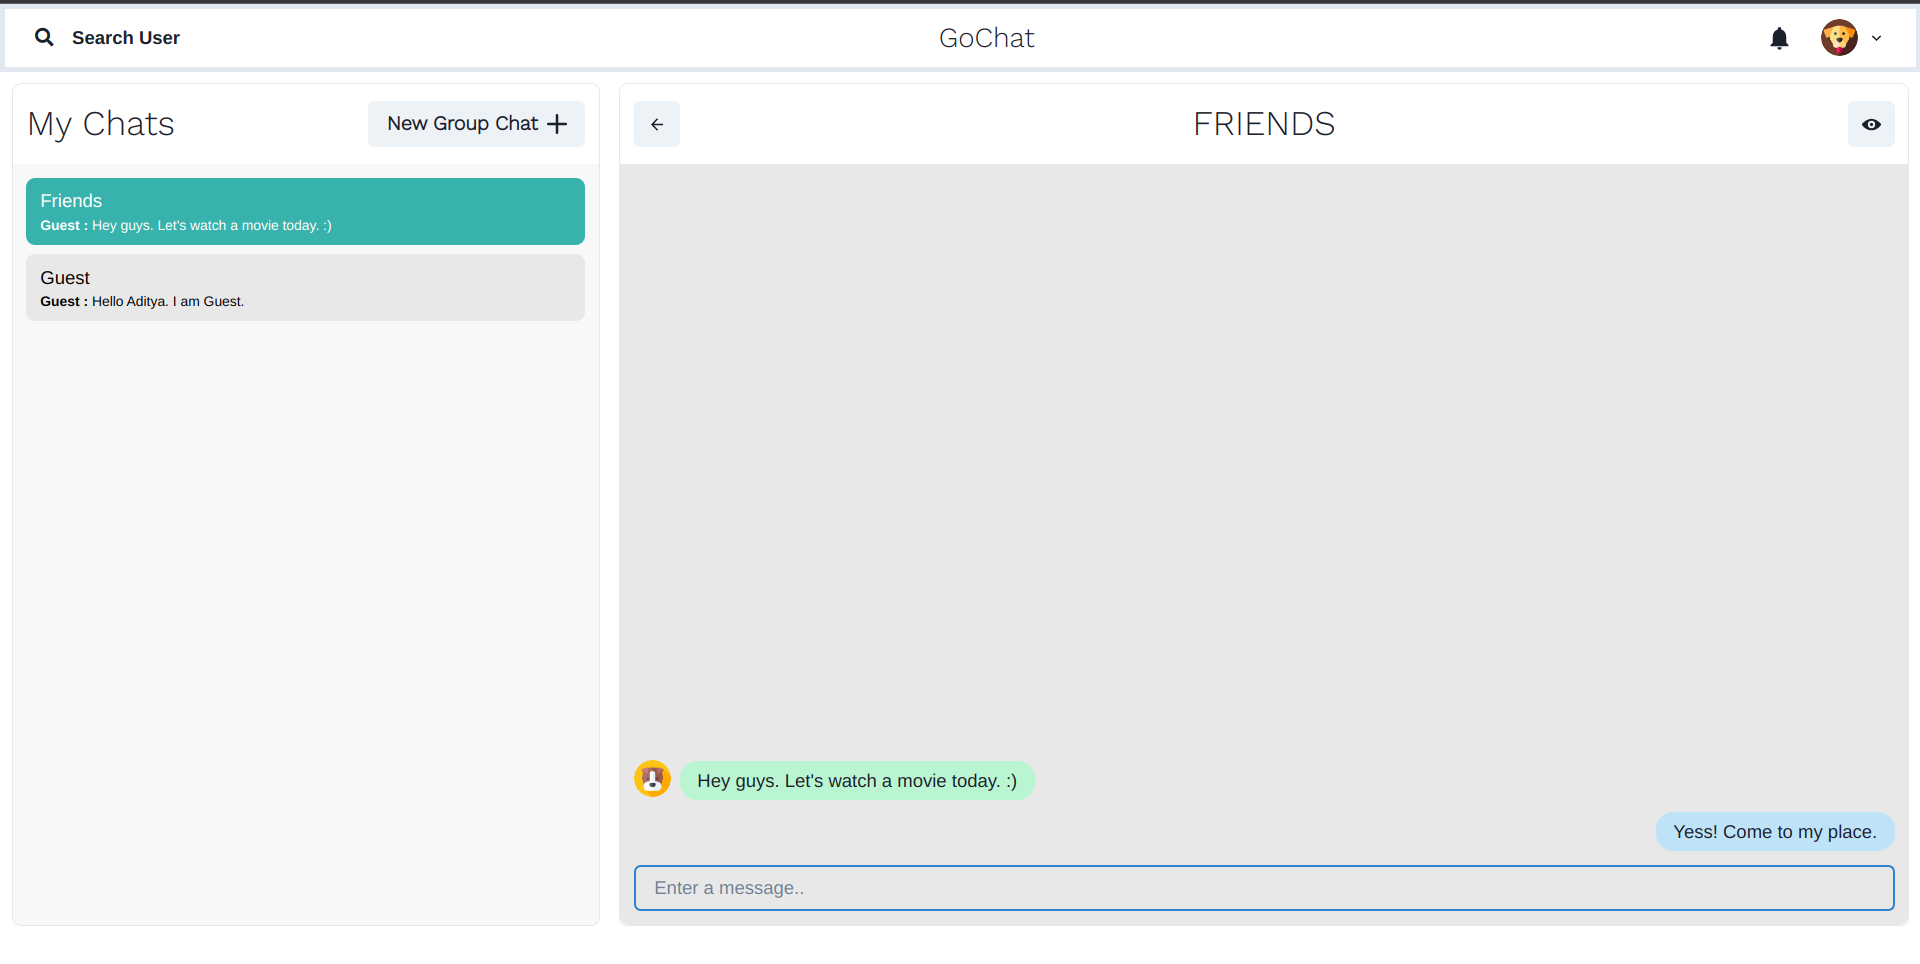 Search User
GoChat
My Chats
New Group Chat
Friends
Guest : Hey guys. Let's watch a movie today. :)
Guest
Guest : Hello Aditya. I am Guest.
FRIENDS
Hey guys. Let's watch a movie today. :)
Yess! Come to my place.
Enter a message..